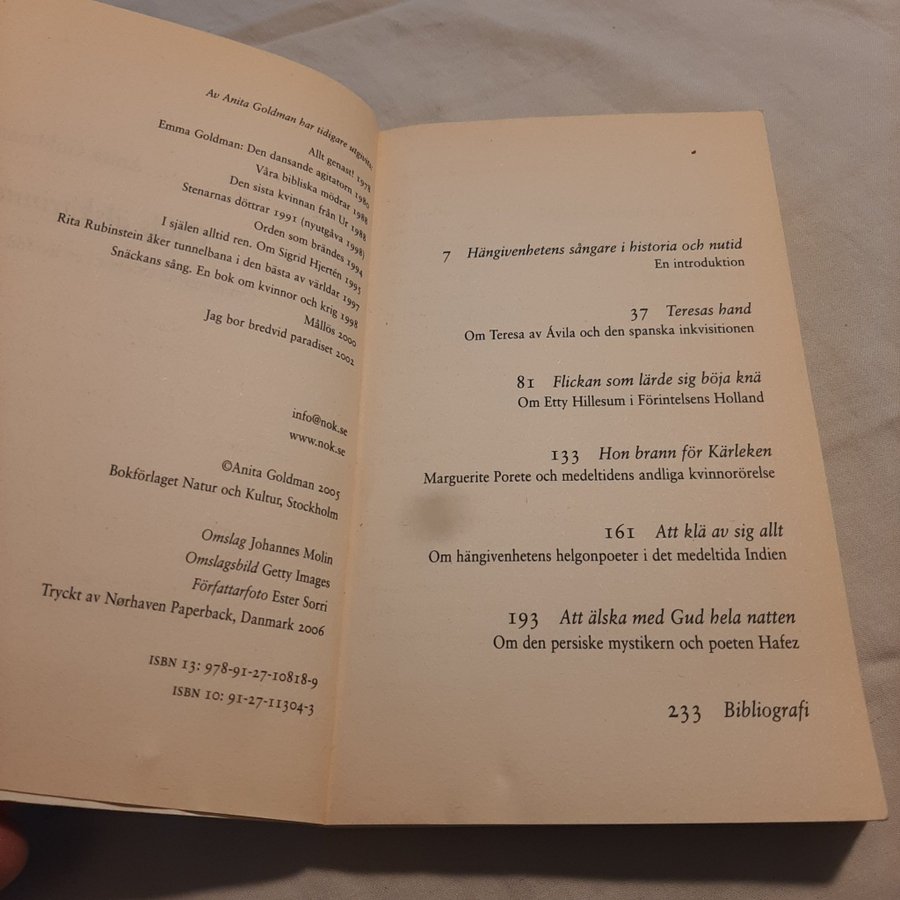 Av Anita Goldman har tidigare utgivits:
Allt genast! 1978
Emma Goldman: Den dansande agitatorn 1980
Våra bibliska mödrar 1988
Den sista kvinnan från Ur 1988
Stenarnas döttrar 1991 (nyutgåva 1998)
Orden som brändes 1994
I själen alltid ren. Om Sigrid Hjertén 1995
Rita Rubinstein åker tunnelbana i den bästa av världar 1997
Snäckans sång. En bok om kvinnor och krig 1998
Mållös 2000
Jag bor bredvid paradiset 2002
info@nok.se
www.nok.se
©Anita Goldman 2005
Bokförlaget Natur och Kultur, Stockholm
Omslag Johannes Molin
Omslagsbild Getty Images
Författarfoto Ester Sorri
Tryckt av Nørhaven Paperback, Danmark 2006
ISBN 13: 978-91-27-10818-9
ISBN 10: 91-27-11304-3
7 Hängivenhetens sångare i historia och nutid
En introduktion
37 Teresas hand
Om Teresa av Ávila och den spanska inkvisitionen
81 Flickan som lärde sig böja knä
Om Etty Hillesum i Förintelsens Holland
133 Hon brann för Kärleken
Marguerite Porete och medeltidens andliga kvinnorörelse
161 Att klä av sig allt
Om hängivenhetens helgonpoeter i det medeltida Indien
193 Att älska med Gud hela natten
Om den persiske mystikern och poeten Hafez
233 Bibliografi